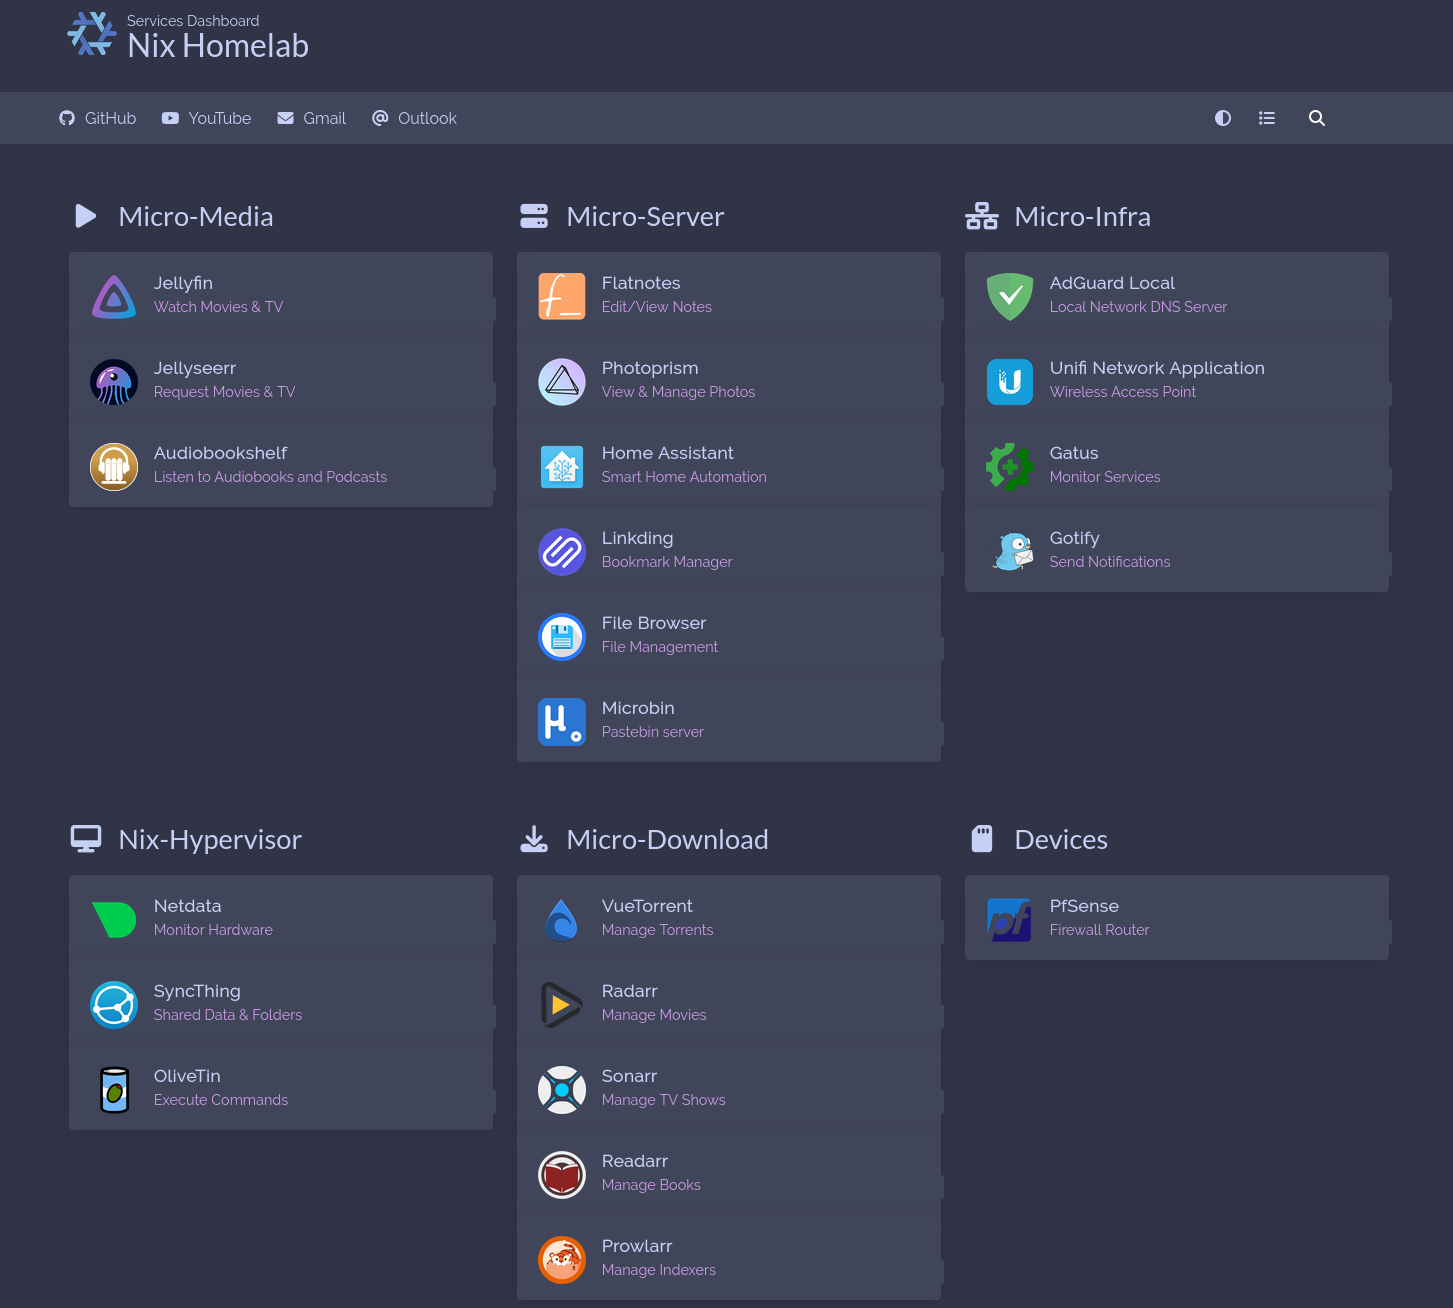 Services Dashboard
Nix Homelab
GitHub
YouTube
Gmail
Outlook
Micro-Media
Jellyfin
Watch Movies & TV
Jellyseerr
Request Movies & TV
Audiobookshelf
Listen to Audiobooks and Podcasts
Micro-Server
Flatnotes
Edit/View Notes
Photoprism
View & Manage Photos
Home Assistant
Smart Home Automation
Linkding
Bookmark Manager
File Browser
File Management
Microbin
Pastebin server
Micro-Infra
AdGuard Local
Local Network DNS Server
Unifi Network Application
Wireless Access Point
Gatus
Monitor Services
Gotify
Send Notifications
Nix-Hypervisor
Netdata
Monitor Hardware
SyncThing
Shared Data & Folders
OliveTin
Execute Commands
Micro-Download
VueTorrent
Manage Torrents
Radarr
Manage Movies
Sonarr
Manage TV Shows
Readarr
Manage Books
Prowlarr
Manage Indexers
Devices
pf
PfSense
Firewall Router